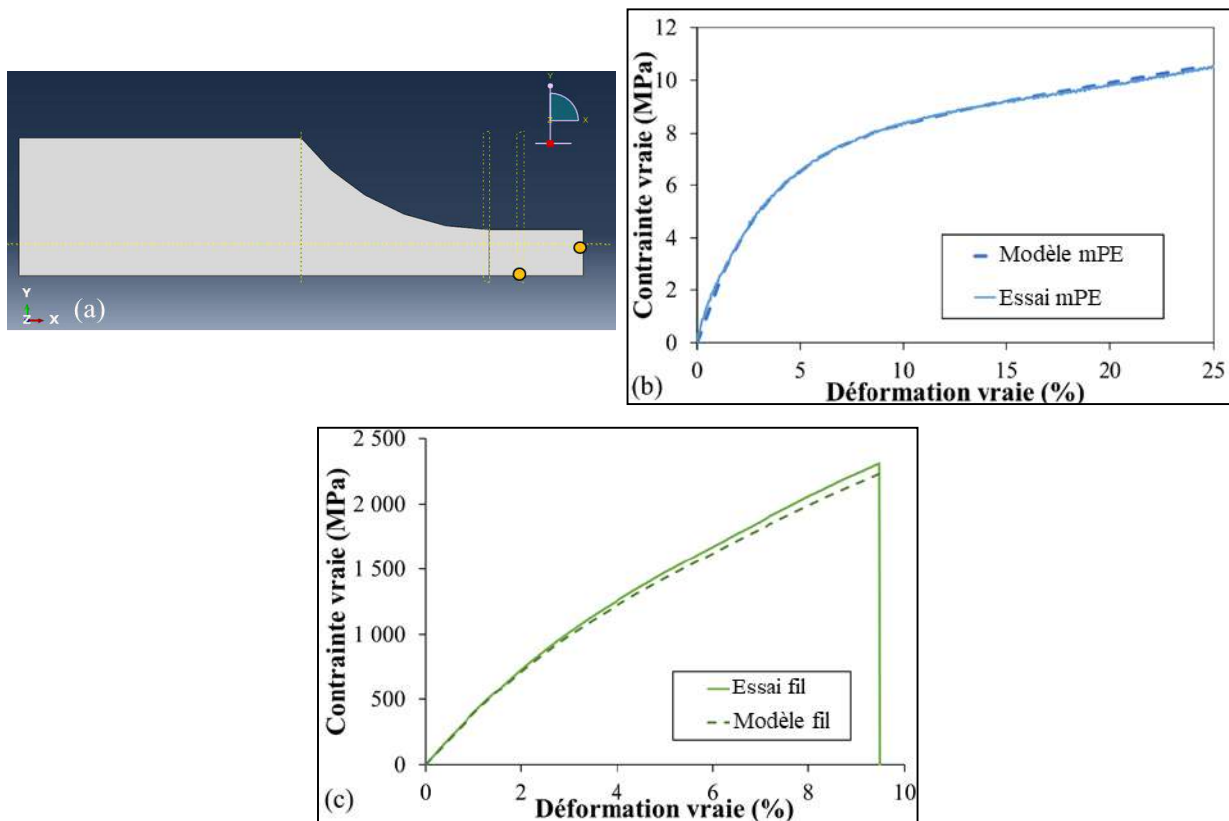 Y
Z
X
Y
Z
X
(a)
Contrainte vraie (MPa)
12
10
8
6
4
2
0
Modèle mPE
Essai mPE
0
5
10
15
20
25
(b)
Déformation vraie (%)
Contrainte vraie (MPa)
2 500
2 000
1 500
1 000
500
0
Essai fil
Modèle fil
0
2
4
6
8
10
(c)
Déformation vraie (%)